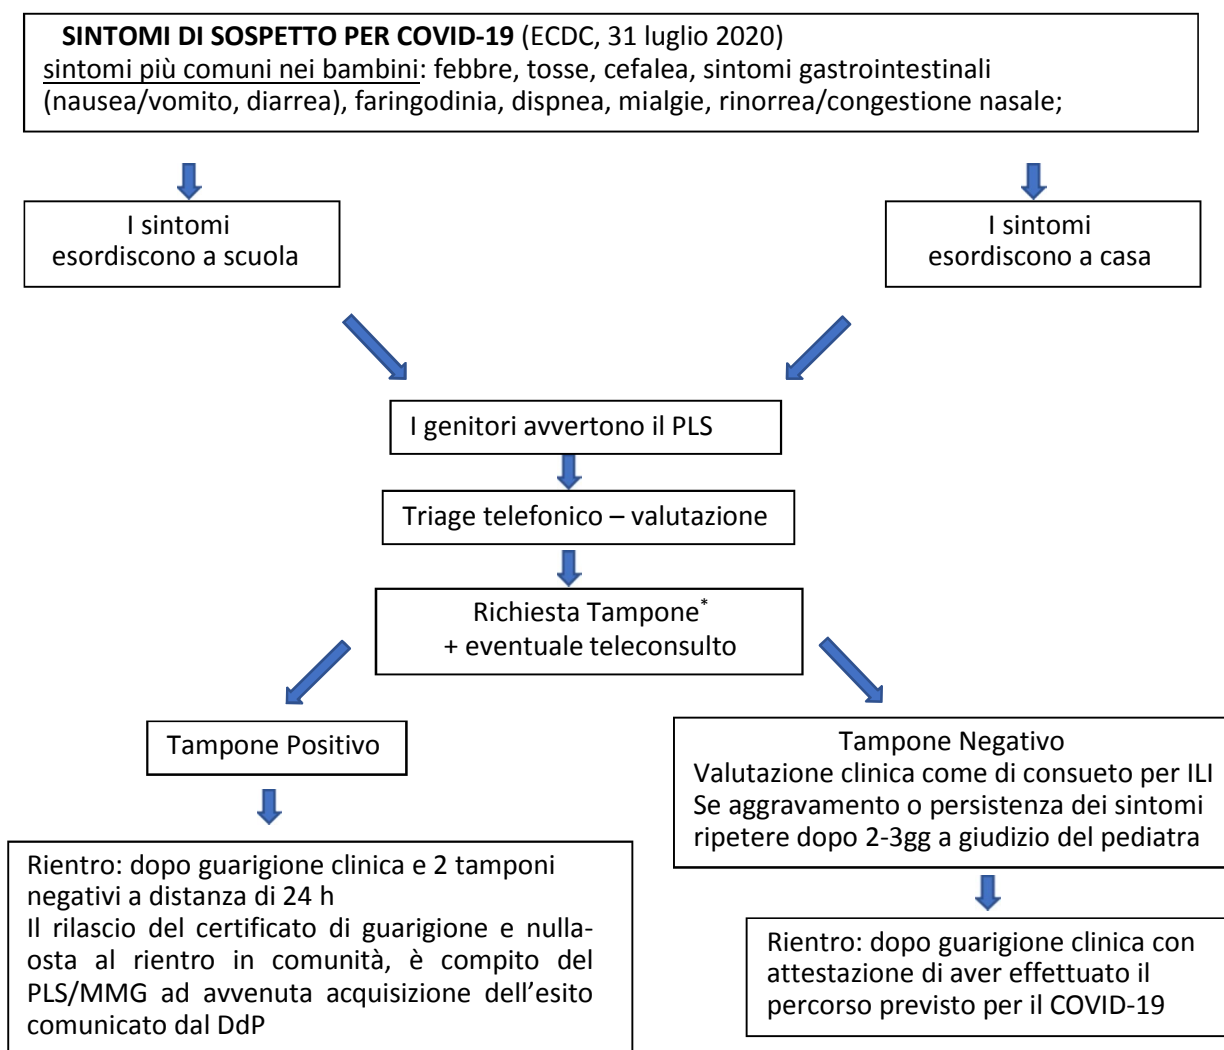 SINTOMI DI SOSPETTO PER COVID-19 (ECDC, 31 luglio 2020)
sintomi più comuni nei bambini: febbre, tosse, cefalea, sintomi gastrointestinali
(nausea/vomito, diarrea), faringodinia, dispnea, mialgie, rinorrea/congestione nasale;
I sintomi
esordiscono a scuola
I sintomi
esordiscono a casa
I genitori avvertono il PLS
Triage telefonico – valutazione
Richiesta Tampone*
+ eventuale teleconsulto
Tampone Positivo
Tampone Negativo
Valutazione clinica come di consueto per ILI
Se aggravamento o persistenza dei sintomi
ripetere dopo 2-3gg a giudizio del pediatra
Rientro: dopo guarigione clinica e 2 tamponi
negativi a distanza di 24 h
Il rilascio del certificato di guarigione e nulla-
osta al rientro in comunità, è compito del
PLS/MMG ad avvenuta acquisizione dell’esito
comunicato dal DdP
Rientro: dopo guarigione clinica con
attestazione di aver effettuato il
percorso previsto per il COVID-19